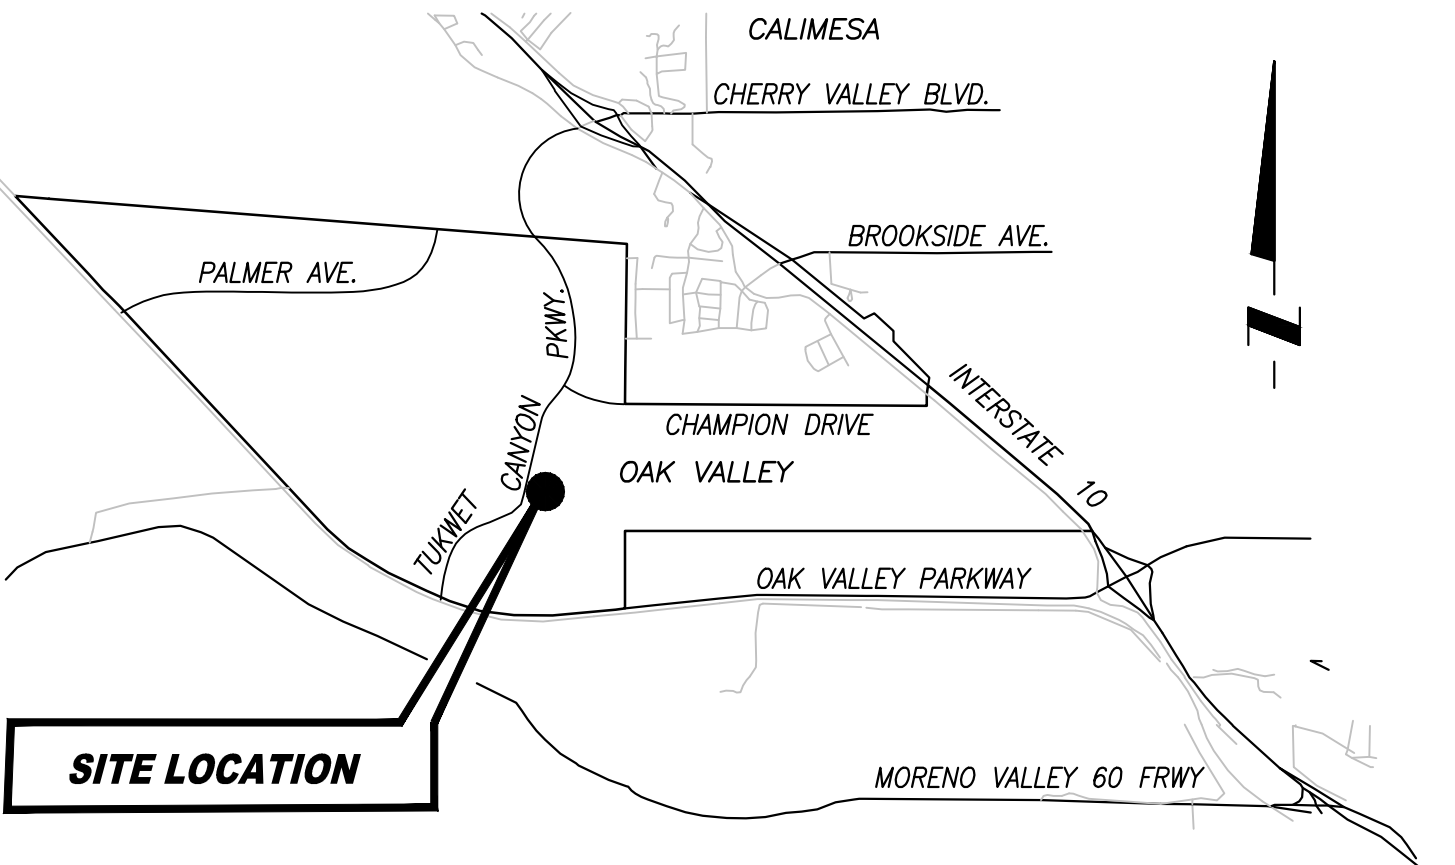 CALIMESA
CHERRY VALLEY BLVD.
BROOKSIDE AVE.
PALMER AVE.
TUKWET CANYON PKWY.
N
INTERSTATE 10
CHAMPION DRIVE
OAK VALLEY
OAK VALLEY PARKWAY
SITE LOCATION
MORENO VALLEY 60 FRWY